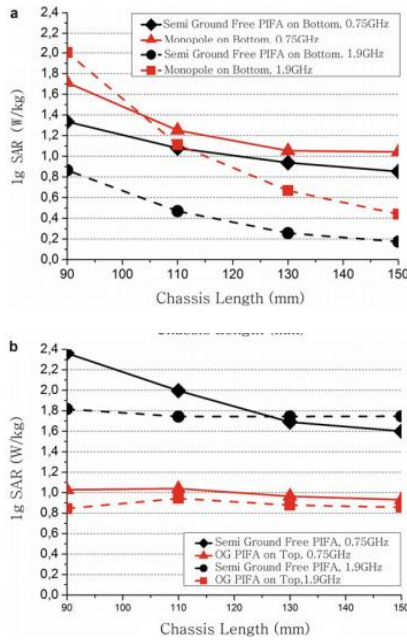 a
Semi Ground Free PIFA on Bottom, 0.75GHz
Monopole on Bottom, 0.75GHz
Semi Ground Free PIFA on Bottom, 1.9GHz
Monopole on Bottom, 1.9GHz
2,4
2,2
2,0
1,8
1,6
1,4
1,2
1,0
0,8
0,6
0,4
0,2
0,0
1g SAR (W/kg)
90 100 110 120 130 140 150
Chassis Length (mm)
b
2,4
2,2
2,0
1,8
1,6
1,4
1,2
1,0
0,8
0,6
0,4
0,2
0,0
1g SAR (W/kg)
Semi Ground Free PIFA, 0.75GHz
OG PIFA on Top, 0.75GHz
Semi Ground Free PIFA, 1.9GHz
OG PIFA on Top,1.9GHz
90 100 110 120 130 140 150
Chassis Length (mm)